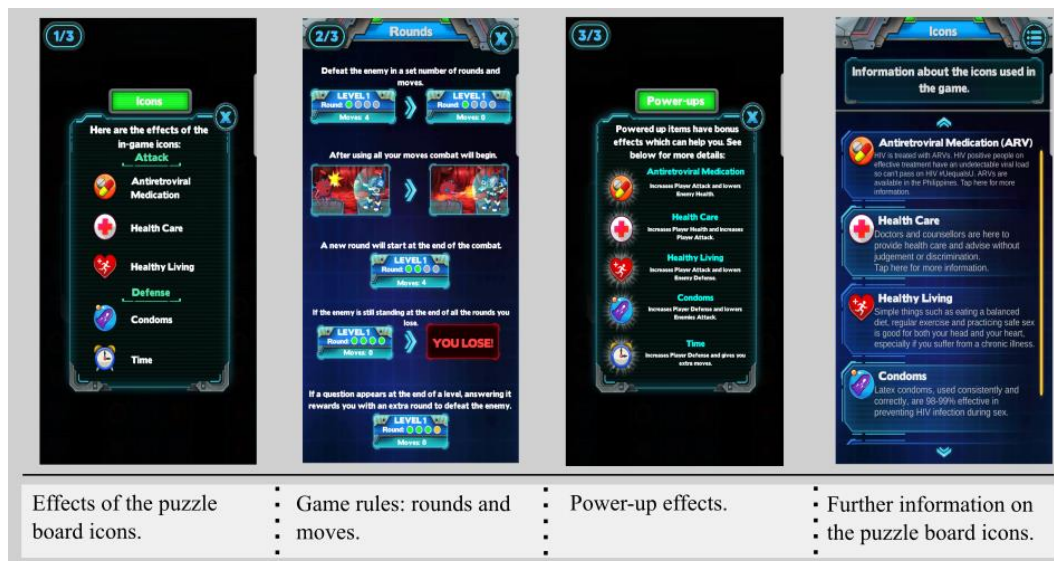 1/3
Icons
Here are the effects of the
in-game icons:
Attack
Antiretroviral
Medication
Health Care
Healthy Living
Defense
Condoms
Time
2/3
Rounds
X
Defeat the enemy in a set number of rounds and
moves.
LEVEL 1
Round:
Moves: 4
LEVEL 1
Round:
Moves: 0
After using all your moves combat will begin.
A new round will start at the end of the combat.
LEVEL 1
Round:
Moves: 4
If the enemy is still standing at the end of all the rounds you
lose.
LEVEL 1
Round:
Moves: 0
YOU LOSE!
If a question appears at the end of a level, answering it
rewards you with an extra round to defeat the enemy.
LEVEL 1
Round:
Moves: 0
3/3
Power-ups
X
Powered up items have bonus
effects which can help you. See
below for more details:
Antiretroviral Medication
Increases Player Attack and lowers
Enemy Health.
Health Care
Increases Player Health and increases
Player Attack.
Healthy Living
Increases Player Attack and lowers
Enemy Defense.
Condoms
Increases Player Defense and lowers
Enemies Attack.
Time
Increases Player Defense and gives you
extra moves.
Icons
Information about the icons used in
the game.
Antiretroviral Medication (ARV)
HIV is treated with ARVs. HIV positive people on
effective treatment have an undetectable viral load
so can't pass on HIV #UequalsU. ARVs are
available in the Philippines. Tap here for more
information.
Health Care
Doctors and counsellors are here to
provide health care and advise without
judgement or discrimination.
Tap here for more information.
Healthy Living
Simple things such as eating a balanced
diet, regular exercise and practicing safe sex
is good for both your head and your heart,
especially if you suffer from a chronic illness.
Condoms
Latex condoms, used consistently and
correctly, are 98-99% effective in
preventing HIV infection during sex.
Effects of the puzzle
board icons.
Game rules: rounds and
moves.
Power-up effects.
Further information on
the puzzle board icons.